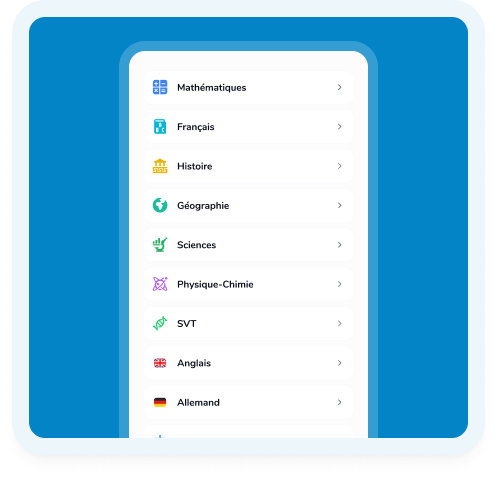 Mathématiques
Français
Histoire
Géographie
Sciences
Physique-Chimie
SVT
Anglais
Allemand